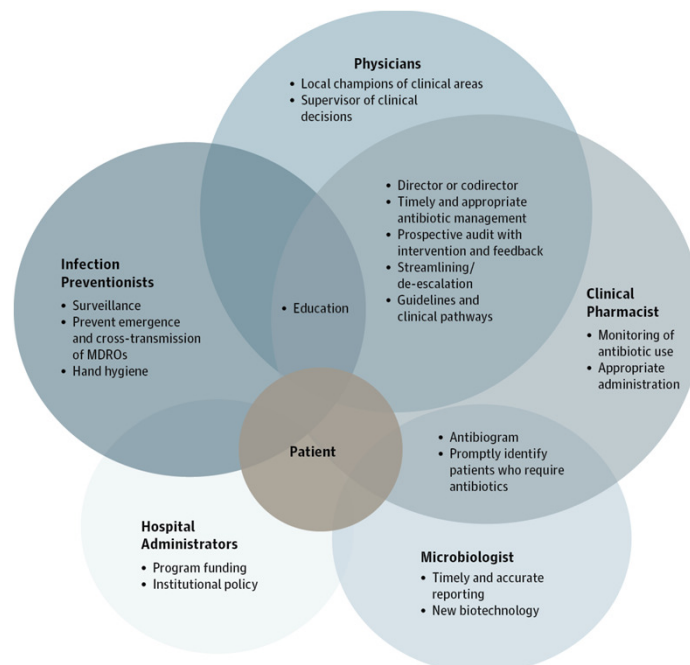 Physicians
• Local champions of clinical areas
• Supervisor of clinical
decisions
• Director or codirector
• Timely and appropriate
antibiotic management
• Prospective audit with
intervention and feedback
• Streamlining/
de-escalation
• Guidelines and
clinical pathways
Infection
Preventionists
• Surveillance
• Prevent emergence
and cross-transmission
of MDROs
• Hand hygiene
• Education
Clinical
Pharmacist
• Monitoring of
antibiotic use
• Appropriate
administration
Patient
• Antibiogram
• Promptly identify
patients who require
antibiotics
Hospital
Administrators
• Program funding
• Institutional policy
Microbiologist
• Timely and accurate
reporting
• New biotechnology